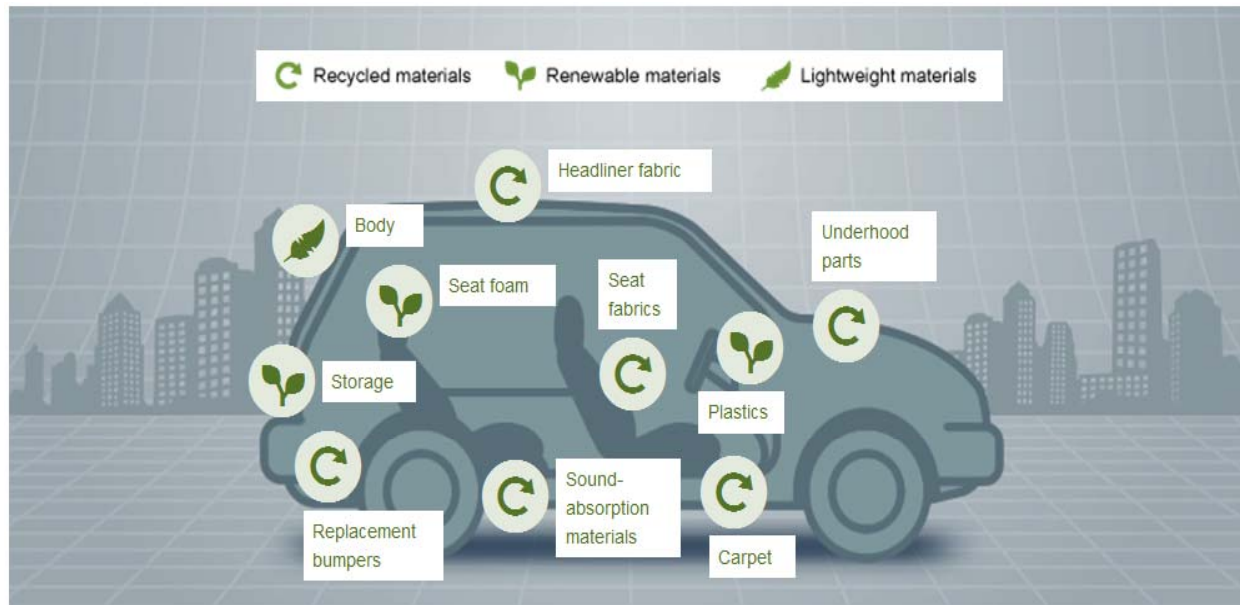 Recycled materials
Renewable materials
Lightweight materials
Headliner fabric
Body
Underhood
parts
Seat foam
Seat
fabrics
Storage
Plastics
Replacement
bumpers
Sound-
absorption
materials
Carpet